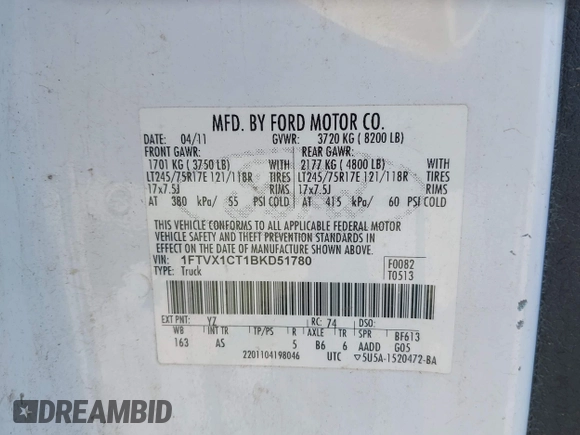 MFD. BY FORD MOTOR CO.
DATE: 04/11 GVWR: 3720 KG ( 8200 LB)
FRONT GAWR: REAR GAWR:
1701 KG ( 3750 LB) WITH 2177 KG ( 4800 LB) WITH
LT245/75R17E 121/118R TIRES LT245/75R17E 121/118R TIRES
17x7.5J RIMS 17x7.5J RIMS
AT 380 kPa/ 55 PSI COLD AT 415 kPa/ 60 PSI COLD
THIS VEHICLE CONFORMS TO ALL APPLICABLE FEDERAL MOTOR
VEHICLE SAFETY AND THEFT PREVENTION STANDARDS IN
EFFECT ON THE DATE OF MANUFACTURE SHOWN ABOVE.
VIN: 1FTVX1CT1BKD51780 F0082
TYPE: Truck T0513
EXT PNT: YZ RC: 74 DSO:
WB INT TR TP/PS R AXLE TR SPR BF613
163 AS 5 B6 6 AADD G05
2201104198046 UTC ▽5U5A-1520472-BA
DREAMBID